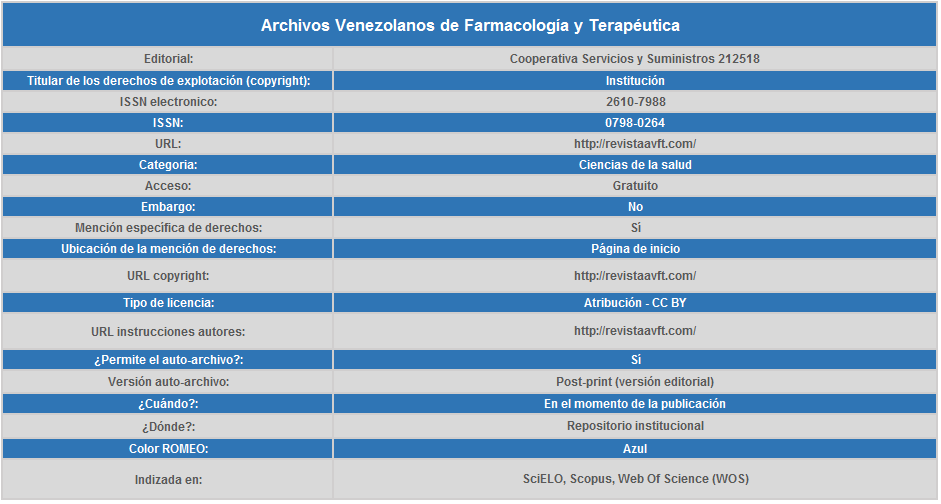 Archivos Venezolanos de Farmacología y Terapéutica
Editorial: Cooperativa Servicios y Suministros 212518
Titular de los derechos de explotación (copyright): Institución
ISSN electronico: 2610-7988
ISSN: 0798-0264
URL: http://revistaavft.com/
Categoria: Ciencias de la salud
Acceso: Gratuito
Embargo: No
Mención especifica de derechos: Sí
Ubicación de la mención de derechos: Página de inicio
URL copyright: http://revistaavft.com/
Tipo de licencia: Atribución - CC BY
URL instrucciones autores: http://revistaavft.com/
¿Permite el auto-archivo?: Sí
Versión auto-archivo: Post-print (versión editorial)
¿Cuándo?: En el momento de la publicación
¿Dónde?: Repositorio institucional
Color ROMEO: Azul
Indizada en: SciELO, Scopus, Web Of Science (WOS)